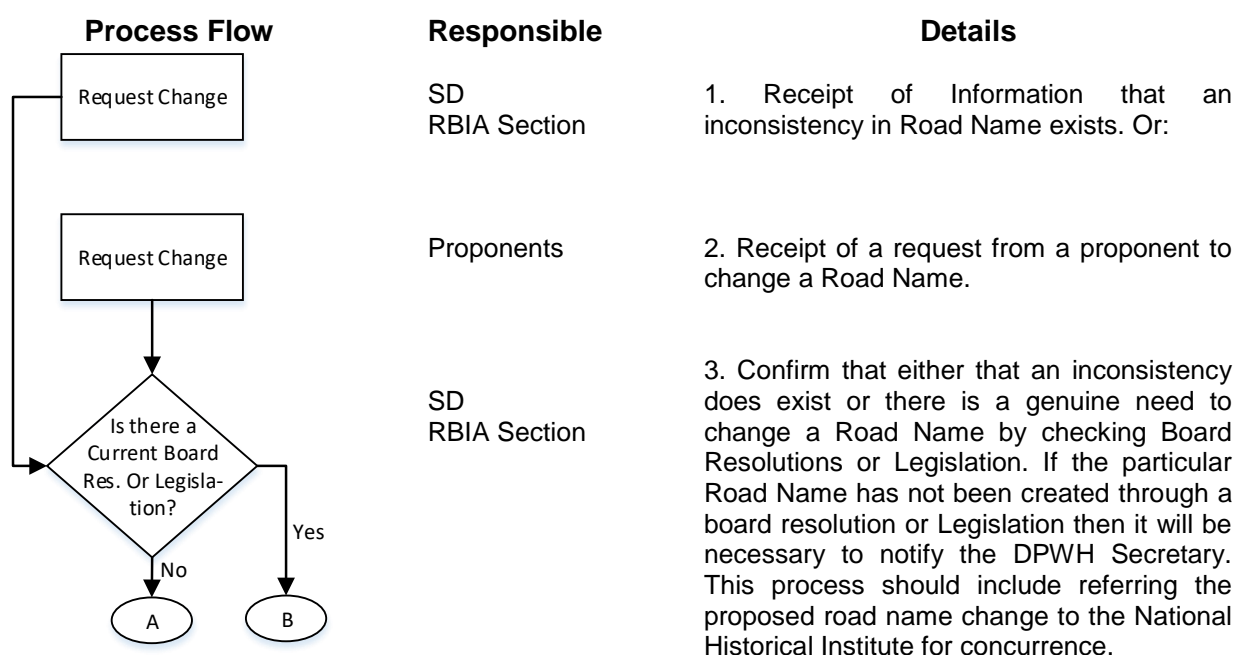 Process Flow Responsible Details
Request Change
SD
RBIA Section
1. Receipt of Information that an
inconsistency in Road Name exists. Or:
Request Change
Proponents
2. Receipt of a request from a proponent to
change a Road Name.
Is there a
Current Board
Res. Or Legisla-
tion?
Yes
No
A
B
SD
RBIA Section
3. Confirm that either that an inconsistency
does exist or there is a genuine need to
change a Road Name by checking Board
Resolutions or Legislation. If the particular
Road Name has not been created through a
board resolution or Legislation then it will be
necessary to notify the DPWH Secretary.
This process should include referring the
proposed road name change to the National
Historical Institute for concurrence.